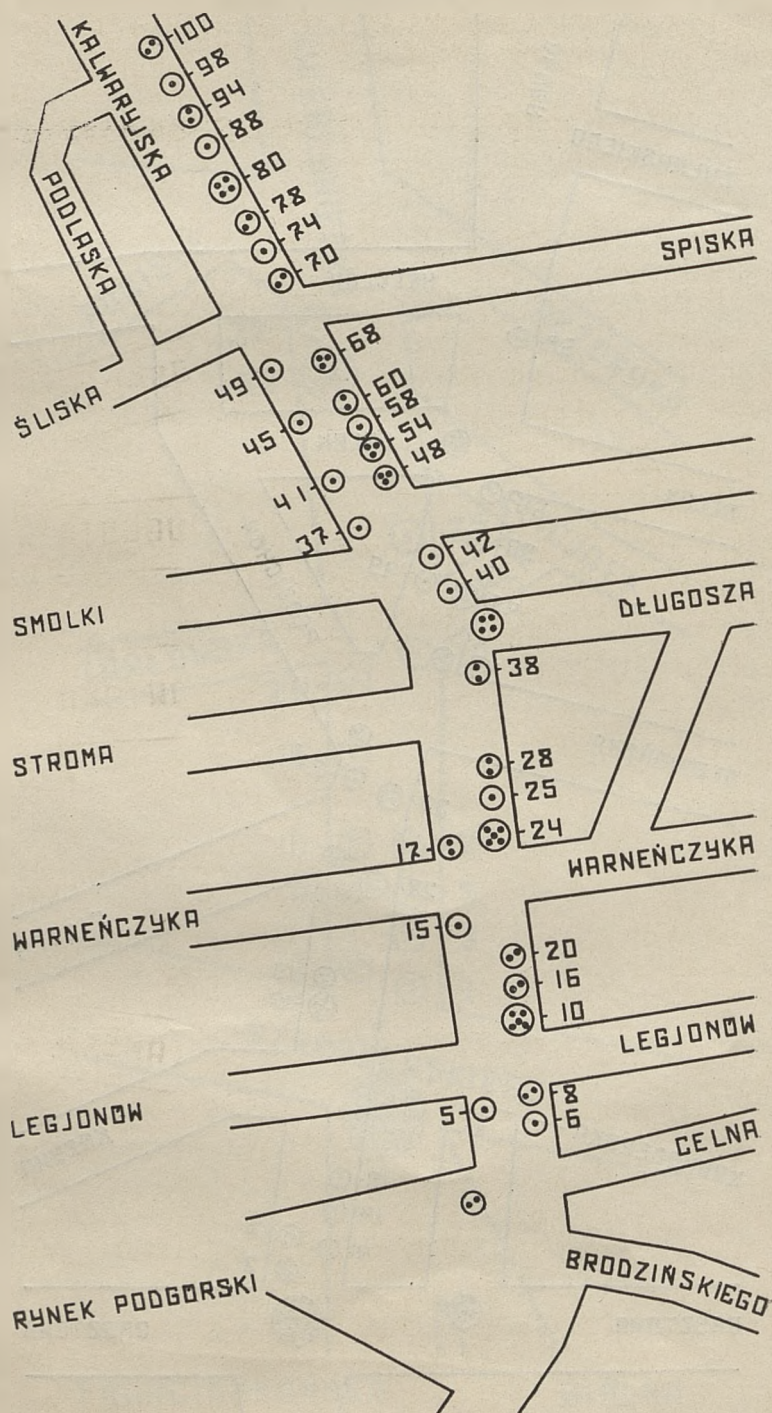 KALWARYJSKA
100
98
94
88
80
78
74
70
PODLASKA
SPISKA
68
60
58
54
48
ŚLISKA
49
45
41
37
42
40
SMOLKI
DŁUGOSZA
38
STROMA
28
25
24
17
WARNEŃCZYKA
WARNEŃCZYKA
15
20
16
10
LEGJONÓW
LEGJONÓW
8
5
6
CELNA
BRODZIŃSKIEGO
RYNEK PODGÓRSKI